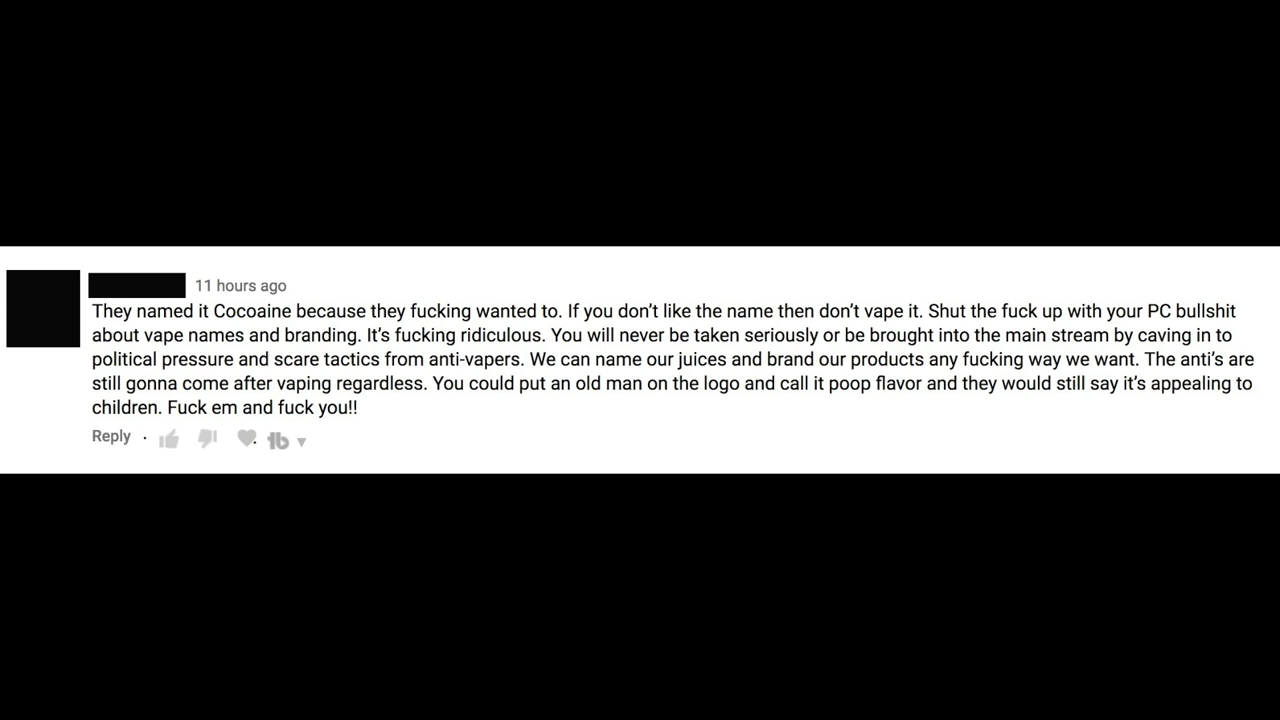 11 hours ago
They named it Cocoaine because they fucking wanted to. If you don’t like the name then don’t vape it. Shut the fuck up with your PC bullshit
about vape names and branding. It’s fucking ridiculous. You will never be taken seriously or be brought into the main stream by caving in to
political pressure and scare tactics from anti-vapers. We can name our juices and brand our products any fucking way we want. The anti’s are
still gonna come after vaping regardless. You could put an old man on the logo and call it poop flavor and they would still say it’s appealing to
children. Fuck em and fuck you!!
Reply · tb